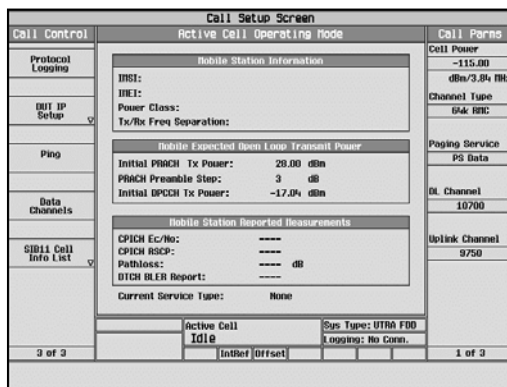 Call Setup Screen
Call Control
Active Cell Operating Mode
Call Parms
Protocol
Logging
DUT IP
Setup
Ping
Data
Channels
SIB11 Cell
Info List
3 of 3
Mobile Station Information
IMSI:
IMEI:
Power Class:
Tx/Rx Freq Separation:
Mobile Expected Open Loop Transmit Power
Initial PRACH Tx Power: 28.00 dBm
PRACH Preamble Step: 3 dB
Initial DPCCH Tx Power: -17.04 dBm
Mobile Station Reported Measurements
CPICH Ec/No: ----
CPICH RSCP: ----
Pathloss: ---- dB
DTCH BLER Report: ----
Current Service Type: None
Active Cell
Idle
Sys Type: UTRA FDD
Logging: No Conn.
IntRef Offset
Cell Power
-115.00
dBm/3.84 MHz
Channel Type
64k RMC
Paging Service
PS Data
DL Channel
10700
Uplink Channel
9750
1 of 3